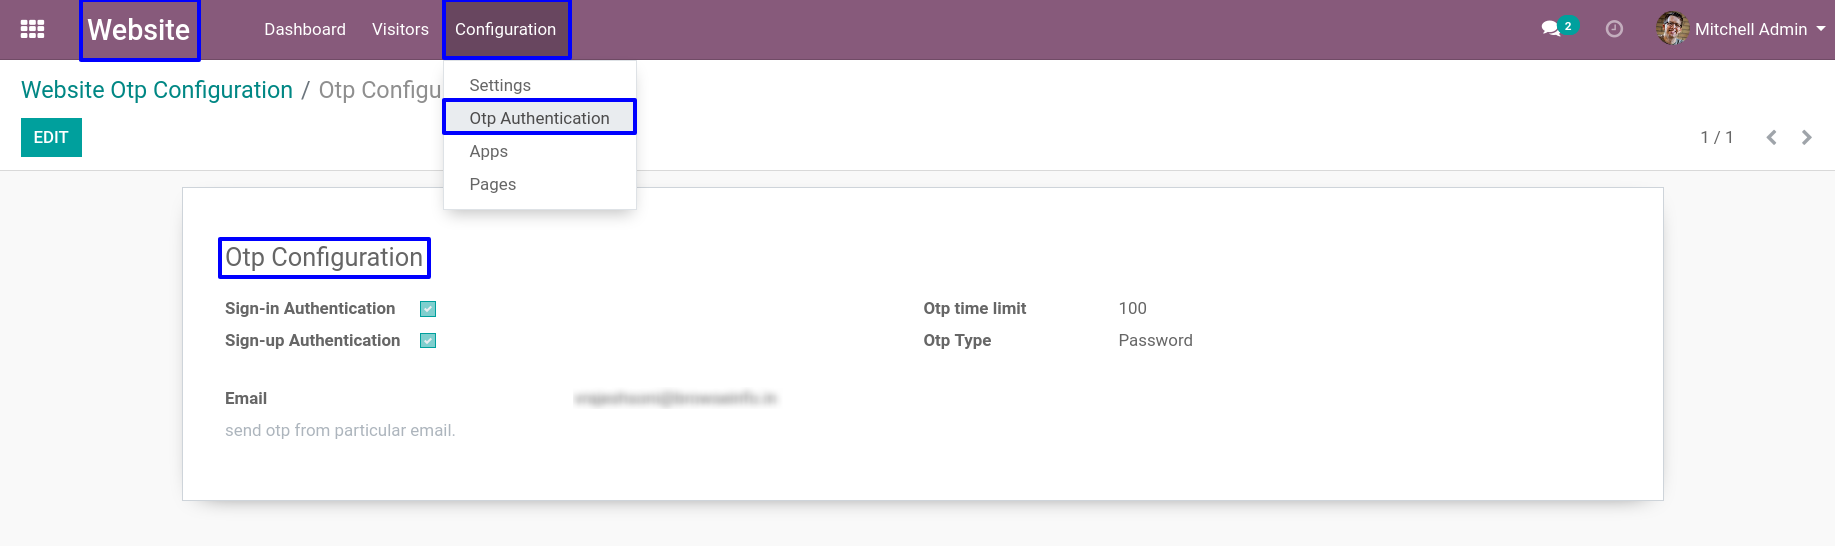 Website Dashboard Visitors Configuration 2 Mitchell Admin
Settings
Website Otp Configuration / Otp Configu
Otp Authentication
EDIT
1 / 1
Apps
Pages
Otp Configuration
Sign-in Authentication
Otp time limit 100
Sign-up Authentication
Otp Type Password
Email
send otp from particular email.